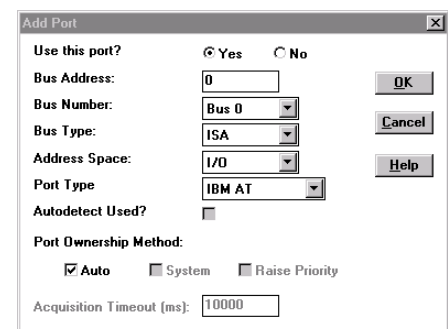 Add Port
Use this port? Yes No
Bus Address: 0 OK
Bus Number: Bus 0
Bus Type: ISA Cancel
Address Space: I/O Help
Port Type IBM AT
Autodetect Used?
Port Ownership Method:
Auto System Raise Priority
Acquisition Timeout (ms): 10000